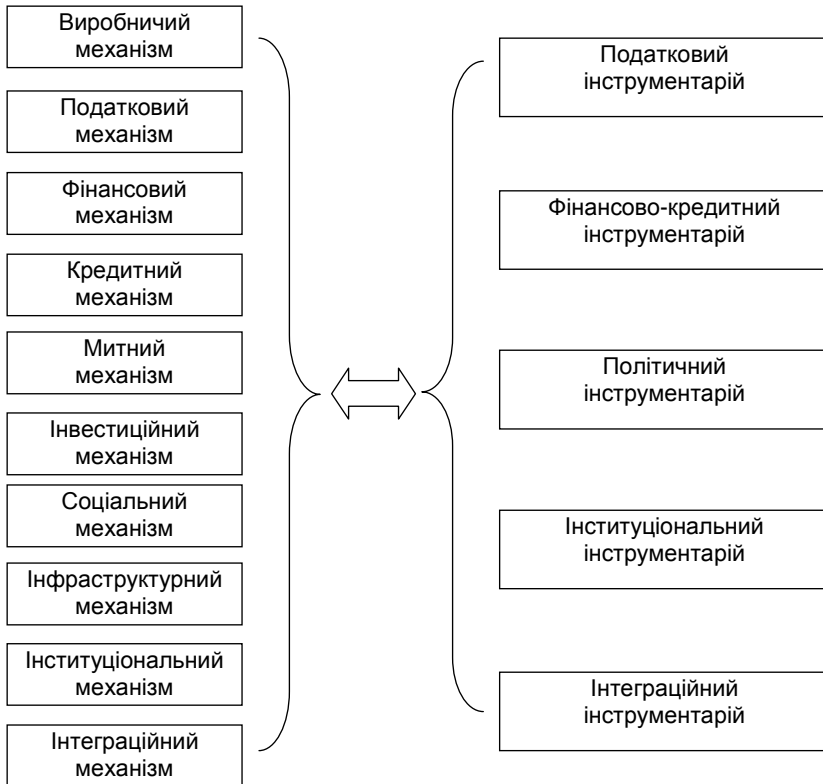 Виробничий
механізм
Податковий
механізм
Фінансовий
механізм
Кредитний
механізм
Митний
механізм
Інвестиційний
механізм
Соціальний
механізм
Інфраструктурний
механізм
Інституціональний
механізм
Інтеграційний
механізм
Податковий
інструментарій
Фінансово-кредитний
інструментарій
Політичний
інструментарій
Інституціональний
інструментарій
Інтеграційний
інструментарій